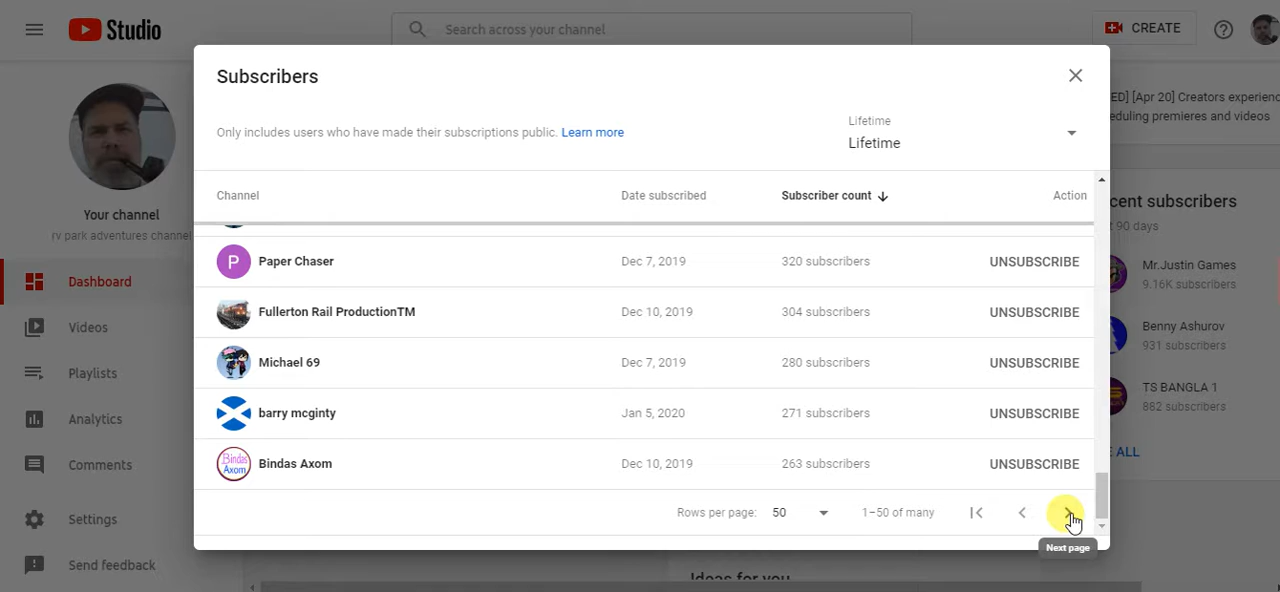 Studio
Search across your channel
CREATE
Subscribers
Only includes users who have made their subscriptions public. Learn more
Lifetime
Lifetime
ED] [Apr 20] Creators experienc
eduling premieres and videos
Channel
Date subscribed
Subscriber count
Action
Paper Chaser
Dec 7, 2019
320 subscribers
UNSUBSCRIBE
Fullerton Rail ProductionTM
Dec 10, 2019
304 subscribers
UNSUBSCRIBE
Michael 69
Dec 7, 2019
280 subscribers
UNSUBSCRIBE
barry mcginty
Jan 5, 2020
271 subscribers
UNSUBSCRIBE
Bindas Axom
Bindas
Axom
Dec 10, 2019
263 subscribers
UNSUBSCRIBE
P
Rows per page:
50
1–50 of many
Next page
Your channel
rv park adventures channel
Dashboard
Videos
Playlists
Analytics
Comments
Settings
Send feedback
cent subscribers
t 90 days
Mr.Justin Games
9.16K subscribers
Benny Ashurov
931 subscribers
TS BANGLA 1
882 subscribers
E ALL
Ideas for you